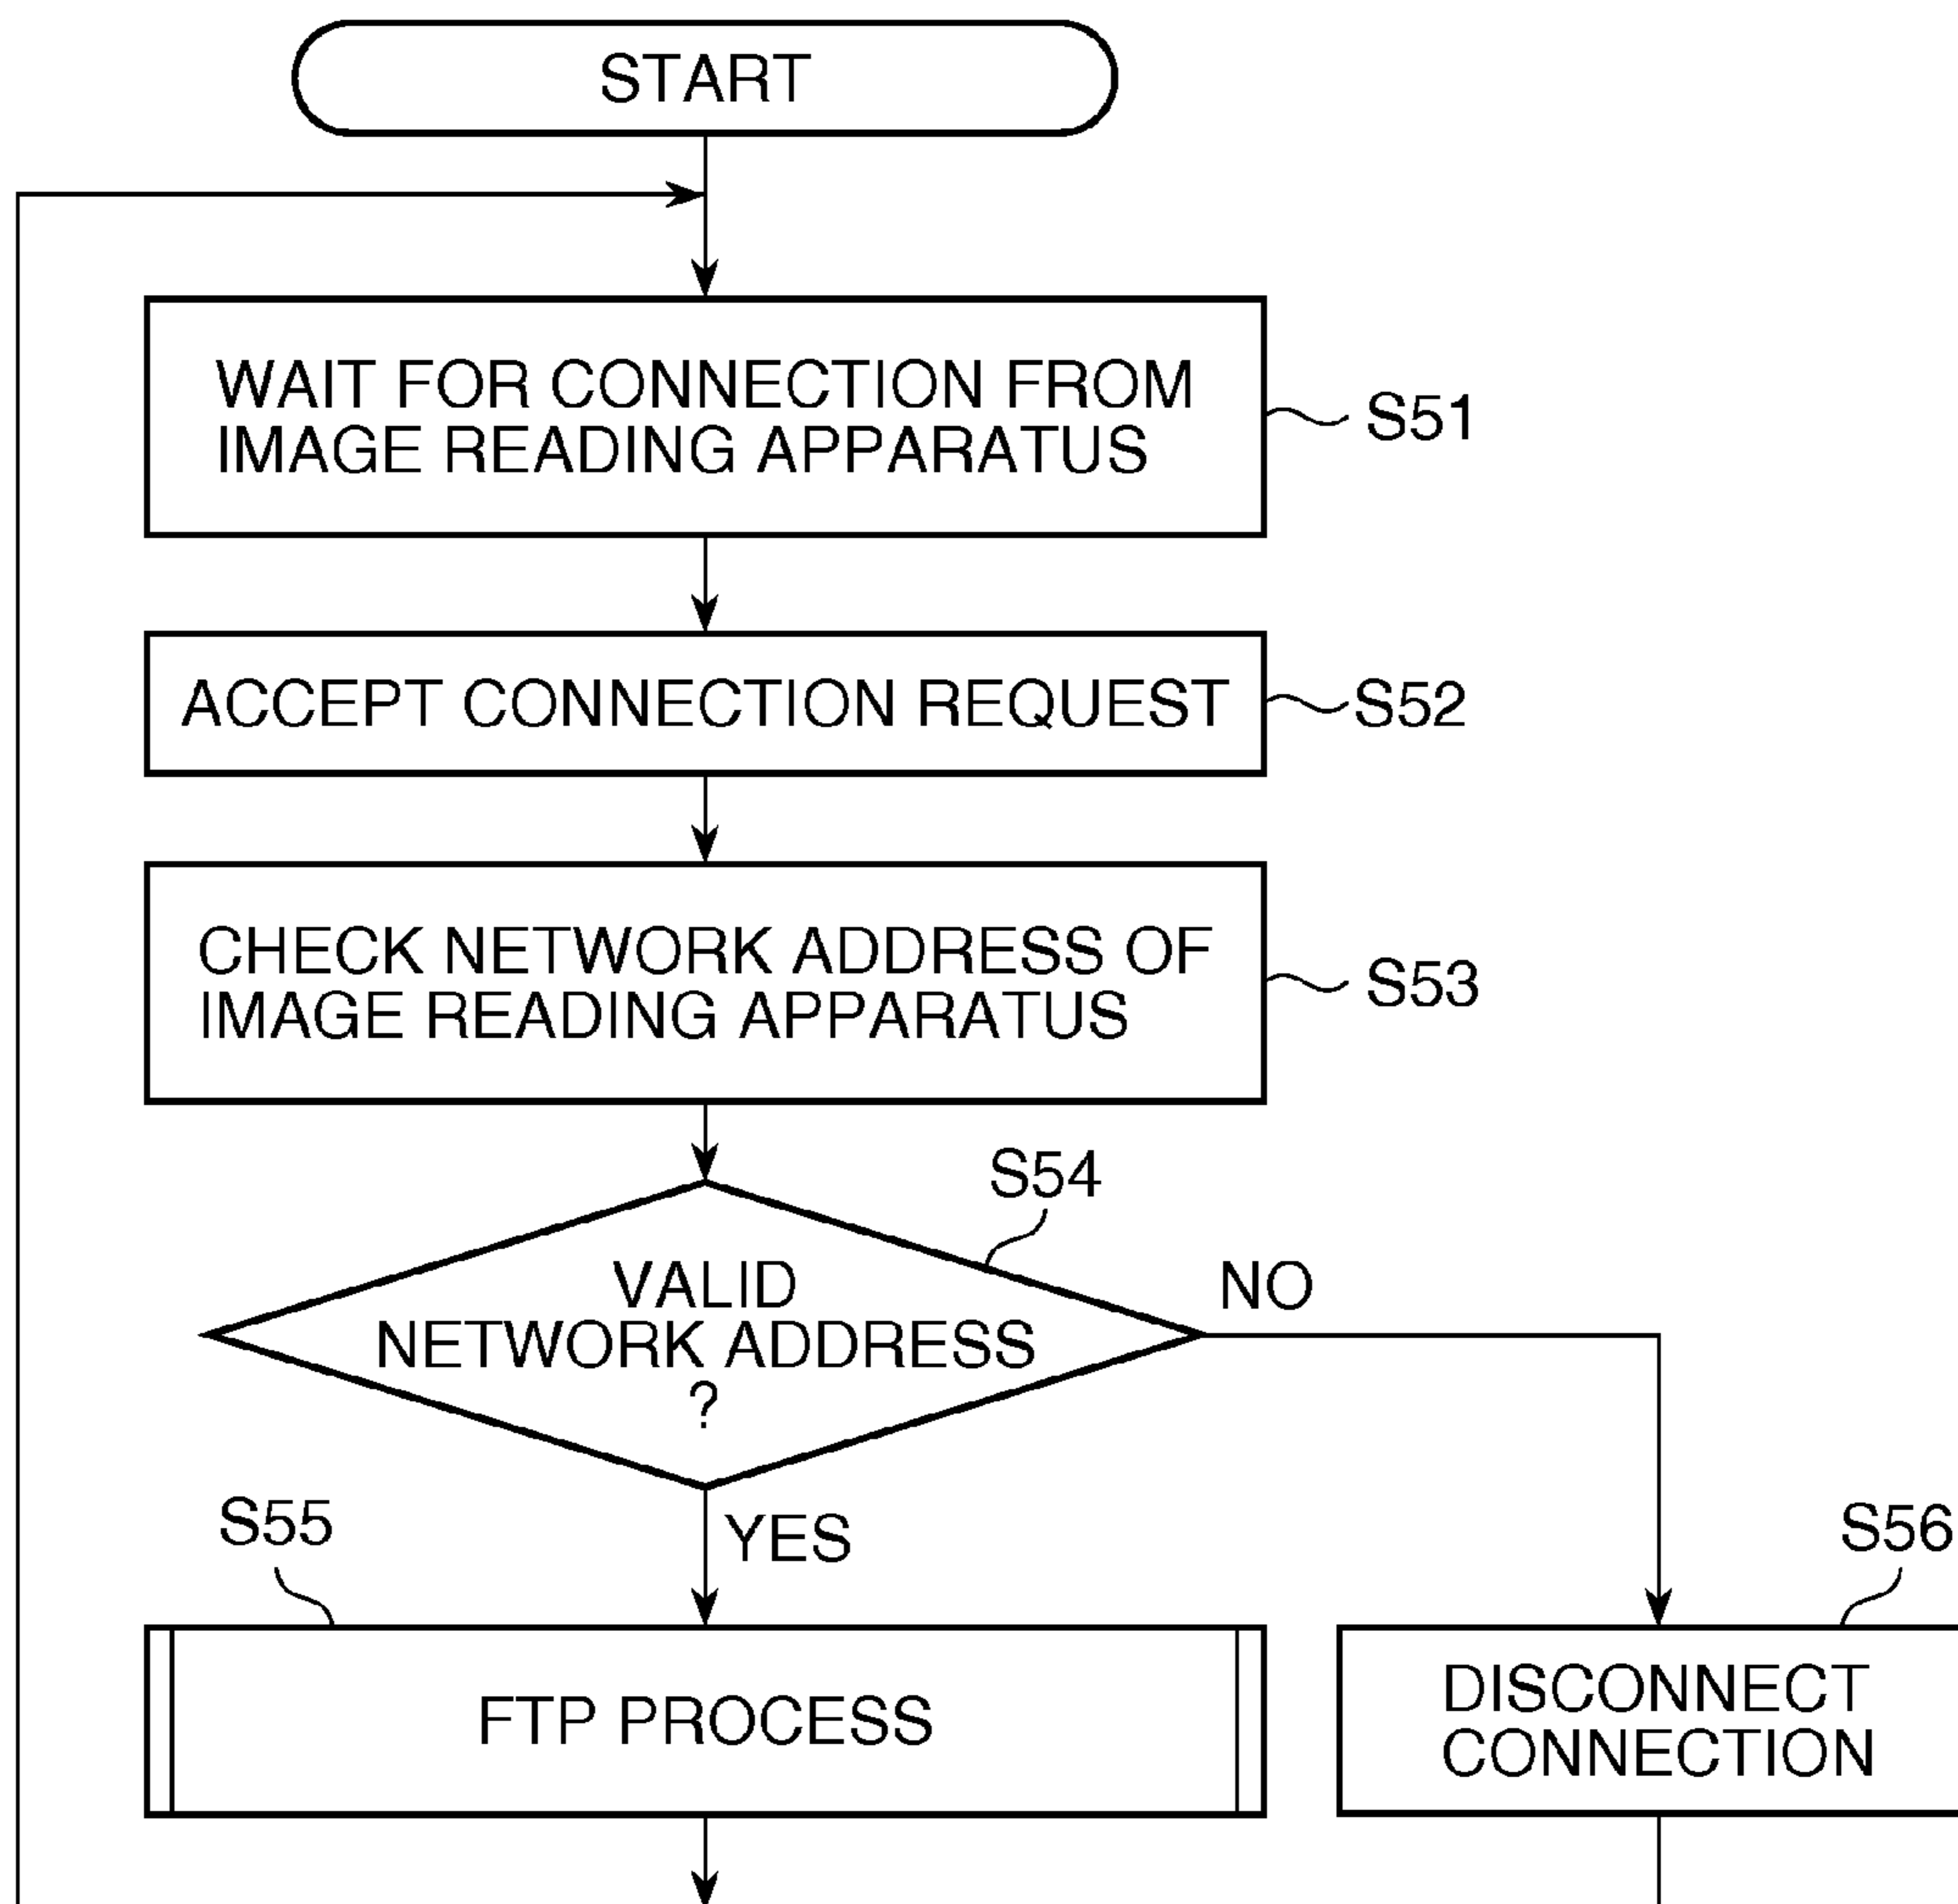 START
WAIT FOR CONNECTION FROM
IMAGE READING APPARATUS
S51
ACCEPT CONNECTION REQUEST
S52
CHECK NETWORK ADDRESS OF
IMAGE READING APPARATUS
S53
S54
VALID
NETWORK ADDRESS
?
NO
YES
S55
FTP PROCESS
S56
DISCONNECT
CONNECTION